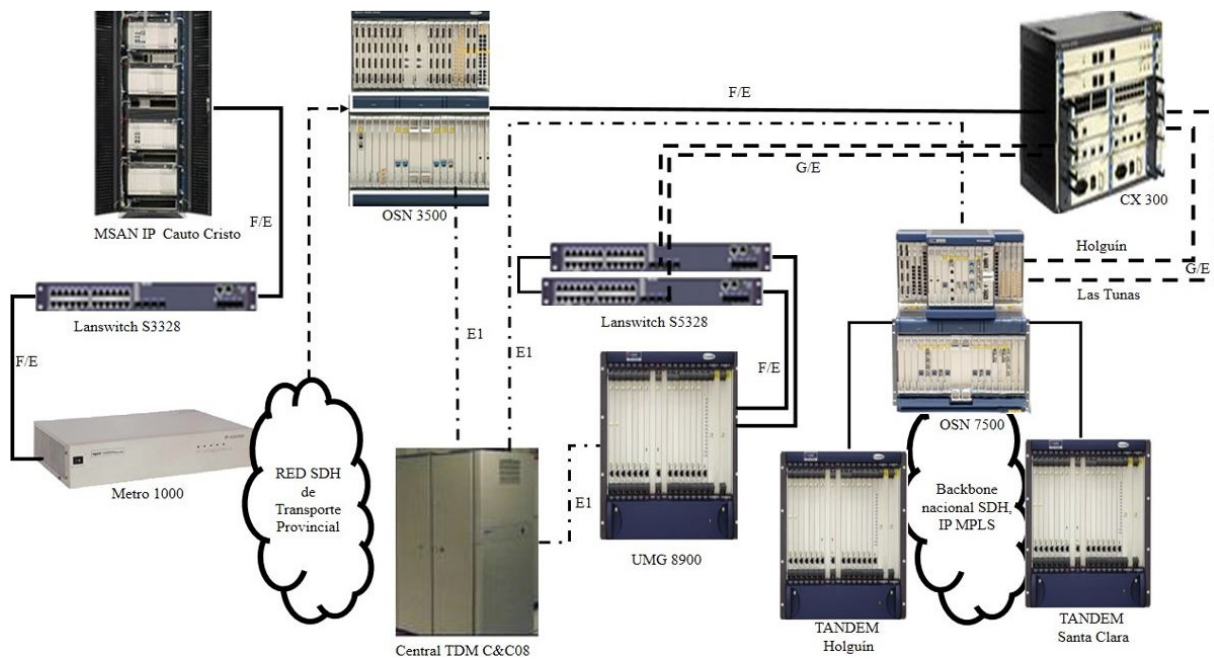 F/E
G/E
OSN 3500
CX 300
MSAN IP Cauto Cristo
F/E
Holguín
G/E
Las Tunas
Lanswitch S3328
Lanswitch S5328
E1
E1
F/E
F/E
OSN 7500
Metro 1000
RED SDH
de
Transporte
Provincial
E1
UMG 8900
Backbone
nacional SDH,
IP MPLS
TANDEM
Holguín
TANDEM
Santa Clara
Central TDM C&C08